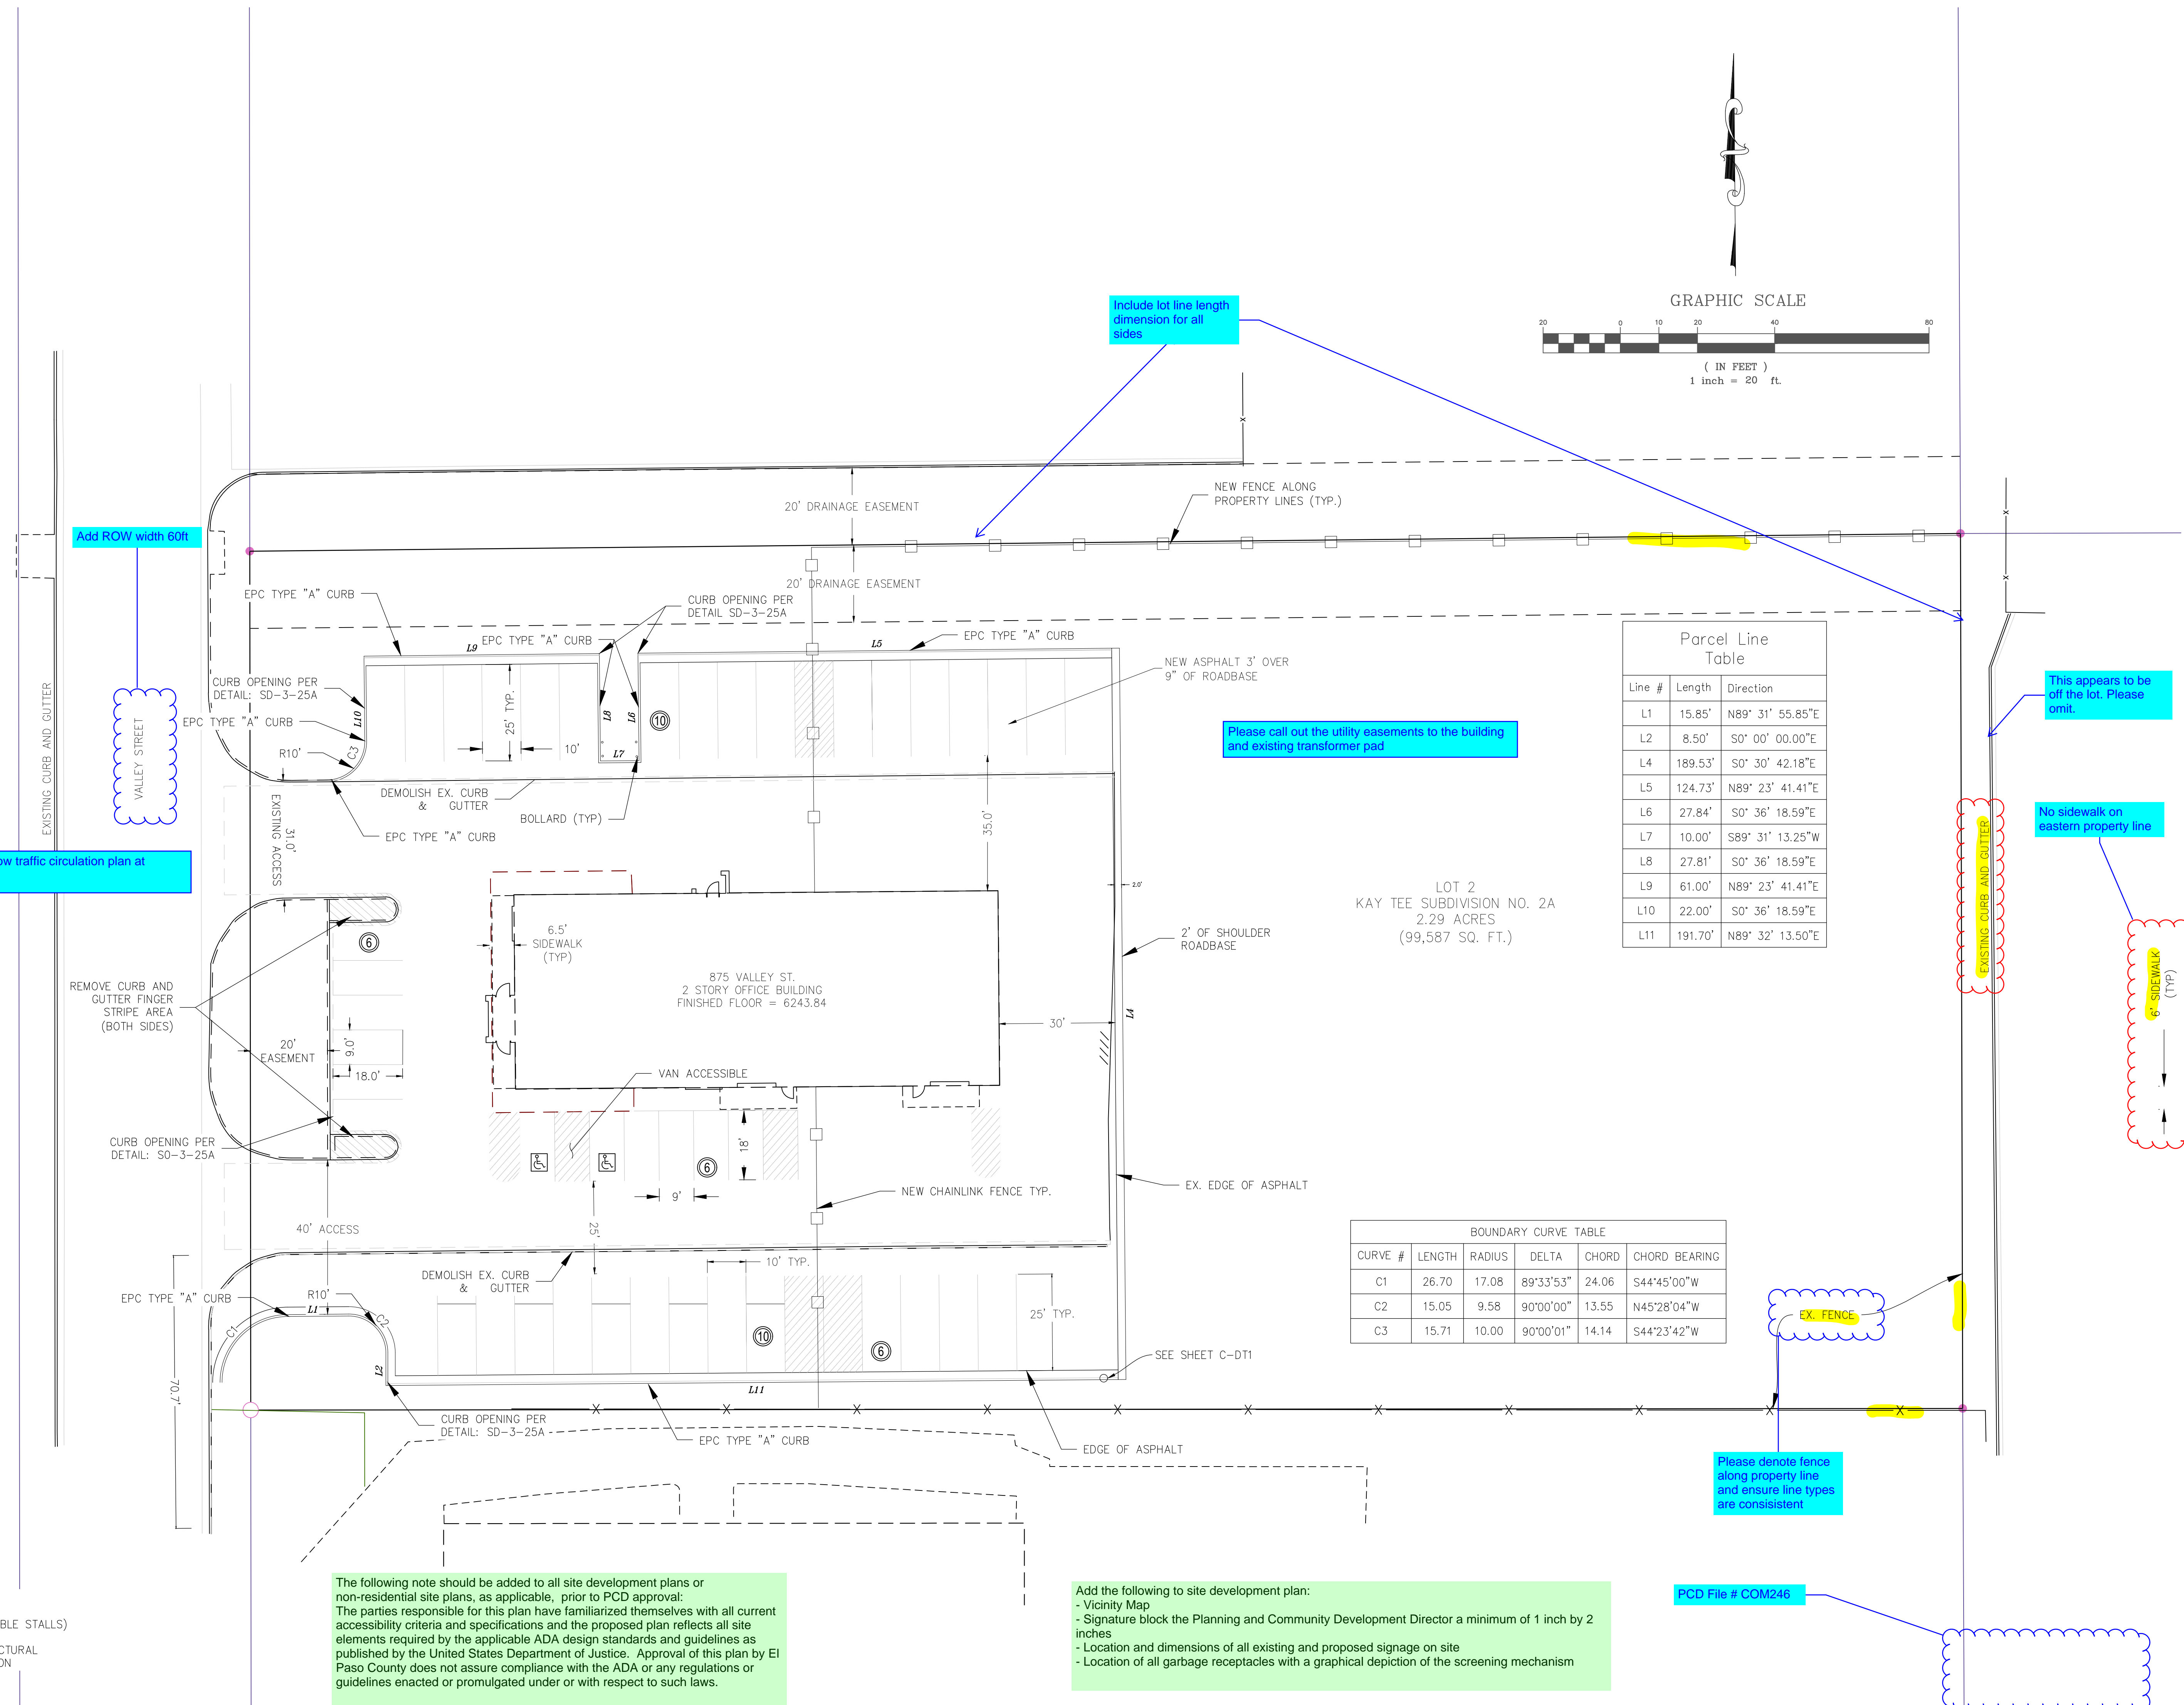 GRAPHIC SCALE
20 0 10 20 40 80
( IN FEET )
1 inch = 20 ft.
Include lot line length
dimension for all
sides
NEW FENCE ALONG
PROPERTY LINES (TYP.)
20' DRAINAGE EASEMENT
20' DRAINAGE EASEMENT
Add ROW width 60ft
EXISTING CURB AND GUTTER
VALLEY STREET
EPC TYPE "A" CURB
CURB OPENING PER
DETAIL SD-3-25A
EPC TYPE "A" CURB
EPC TYPE "A" CURB
L9
L5
CURB OPENING PER
DETAIL: SD-3-25A
EPC TYPE "A" CURB
L10
R10'
C3
25' TYP.
10'
L8
L6
L7
10
NEW ASPHALT 3' OVER
9" OF ROADBASE
Please call out the utility easements to the building
and existing transformer pad
DEMOLISH EX. CURB
& GUTTER
BOLLARD (TYP)
EPC TYPE "A" CURB
31.0'
EXISTING ACCESS
35.0'
2.0'
ow traffic circulation plan at
Parcel Line
Table
Line # Length Direction
L1 15.85' N89° 31' 55.85"E
L2 8.50' S0° 00' 00.00"E
L4 189.53' S0° 30' 42.18"E
L5 124.73' N89° 23' 41.41"E
L6 27.84' S0° 36' 18.59"E
L7 10.00' S89° 31' 13.25"W
L8 27.81' S0° 36' 18.59"E
L9 61.00' N89° 23' 41.41"E
L10 22.00' S0° 36' 18.59"E
L11 191.70' N89° 32' 13.50"E
This appears to be
off the lot. Please
omit.
No sidewalk on
eastern property line
EXISTING CURB AND GUTTER
6' SIDEWALK
(TYP)
LOT 2
KAY TEE SUBDIVISION NO. 2A
2.29 ACRES
(99,587 SQ. FT.)
6.5'
SIDEWALK
(TYP)
2' OF SHOULDER
ROADBASE
875 VALLEY ST.
2 STORY OFFICE BUILDING
FINISHED FLOOR = 6243.84
6
REMOVE CURB AND
GUTTER FINGER
STRIPE AREA
(BOTH SIDES)
20'
EASEMENT
9.0'
18.0'
30'
L4
VAN ACCESSIBLE
CURB OPENING PER
DETAIL: SO-3-25A
18'
6
9'
NEW CHAINLINK FENCE TYP.
EX. EDGE OF ASPHALT
40' ACCESS
25'
DEMOLISH EX. CURB
& GUTTER
10' TYP.
EPC TYPE "A" CURB
R10'
L1
C1
C2
L2
70.7'
25' TYP.
10
6
SEE SHEET C-DT1
L11
BOUNDARY CURVE TABLE
CURVE # LENGTH RADIUS DELTA CHORD CHORD BEARING
C1 26.70 17.08 89°33'53" 24.06 S44°45'00"W
C2 15.05 9.58 90°00'00" 13.55 N45°28'04"W
C3 15.71 10.00 90°00'01" 14.14 S44°23'42"W
EX. FENCE
CURB OPENING PER
DETAIL: SD-3-25A
EPC TYPE "A" CURB
EDGE OF ASPHALT
Please denote fence
along property line
and ensure line types
are consisistent
The following note should be added to all site development plans or
non-residential site plans, as applicable, prior to PCD approval:
The parties responsible for this plan have familiarized themselves with all current
accessibility criteria and specifications and the proposed plan reflects all site
elements required by the applicable ADA design standards and guidelines as
published by the United States Department of Justice. Approval of this plan by El
Paso County does not assure compliance with the ADA or any regulations or
guidelines enacted or promulgated under or with respect to such laws.
Add the following to site development plan:
- Vicinity Map
- Signature block the Planning and Community Development Director a minimum of 1 inch by 2
inches
- Location and dimensions of all existing and proposed signage on site
- Location of all garbage receptacles with a graphical depiction of the screening mechanism
PCD File # COM246
BLE STALLS)
CTURAL
ON